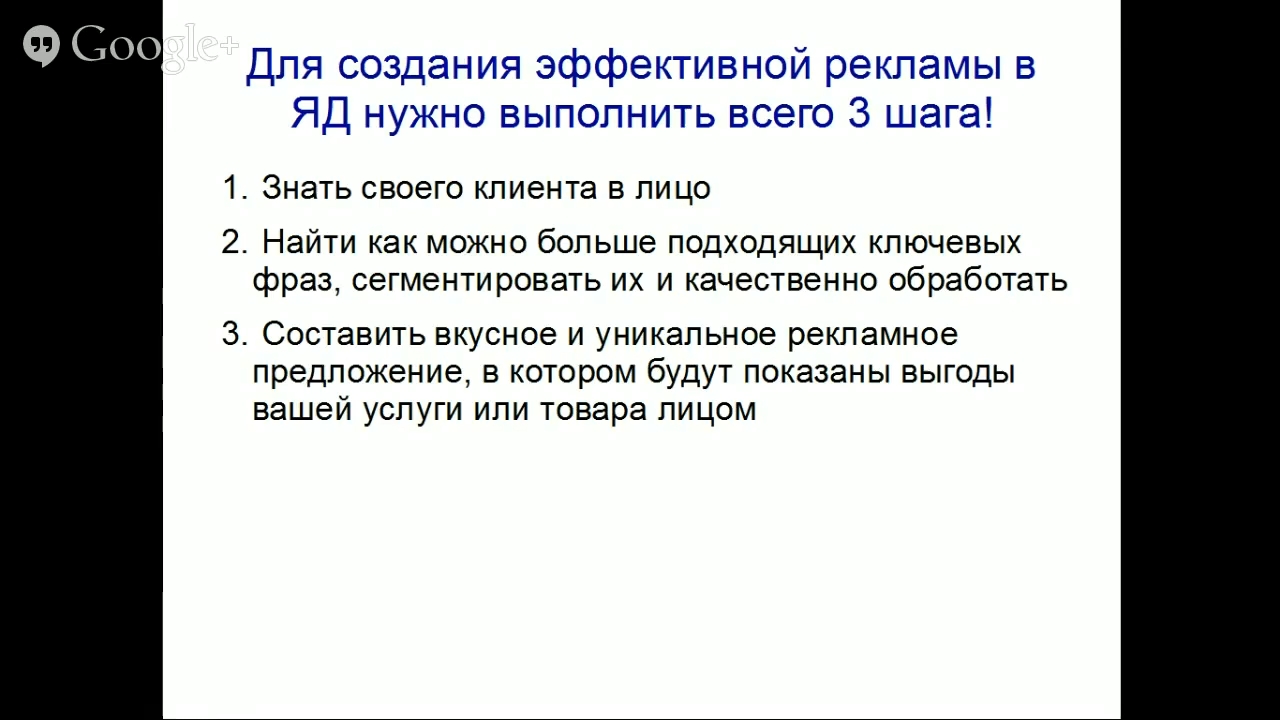 Google+
Для создания эффективной рекламы в
ЯД нужно выполнить всего 3 шага!
1. Знать своего клиента в лицо
2. Найти как можно больше подходящих ключевых
фраз, сегментировать их и качественно обработать
3. Составить вкусное и уникальное рекламное
предложение, в котором будут показаны выгоды
вашей услуги или товара лицом